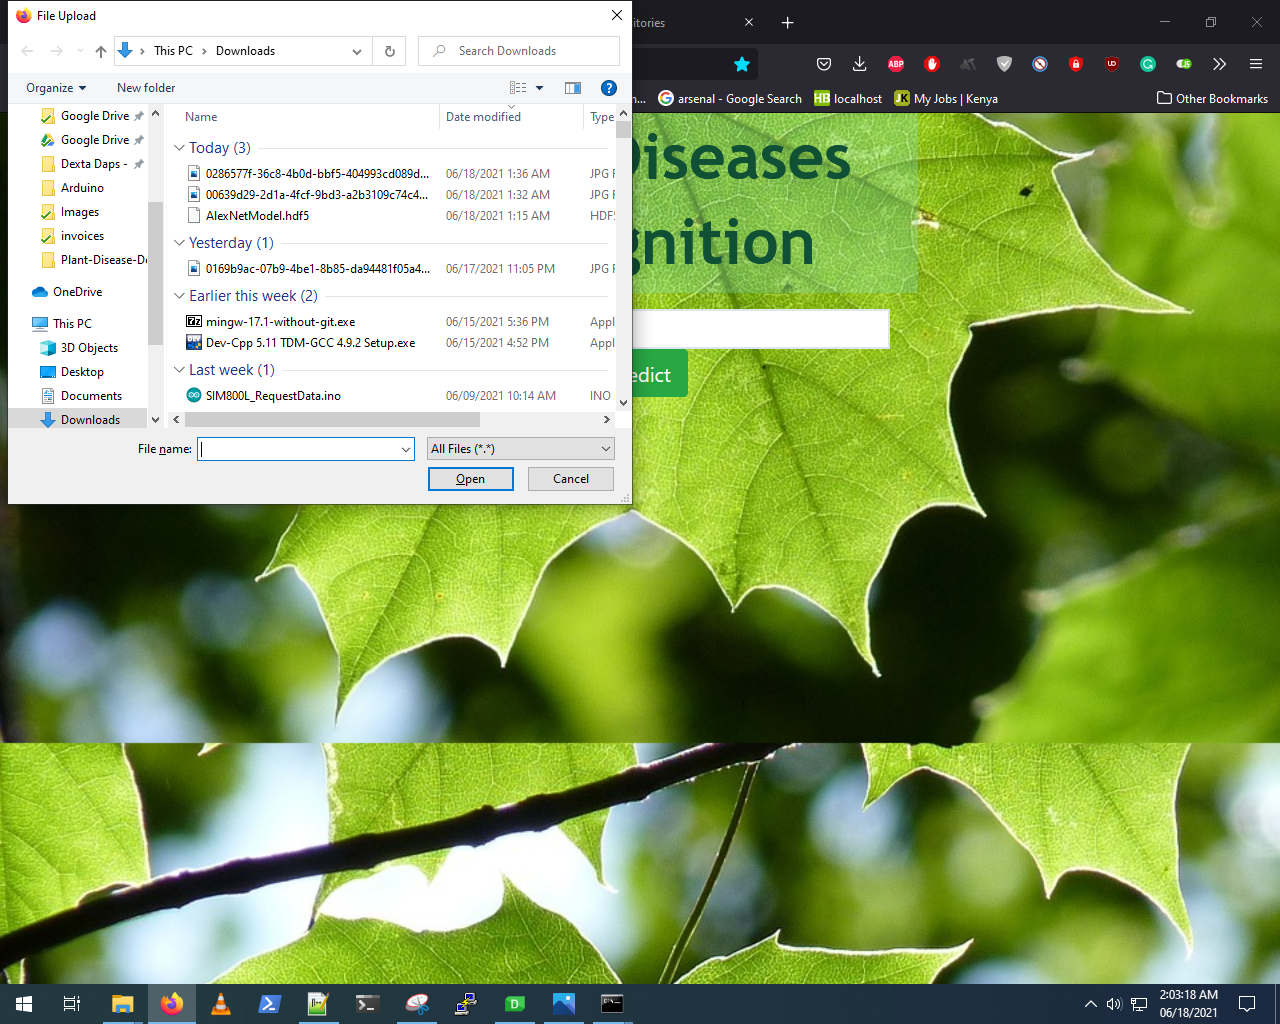 File Upload
itories
This PC
Downloads
Search Downloads
Organize
New folder
n...
arsenal - Google Search
localhost
My Jobs | Kenya
Other Bookmarks
Google Drive
Google Drive
Dexta Daps -
Arduino
Images
invoices
Plant-Disease-De
OneDrive
This PC
3D Objects
Desktop
Documents
Downloads
Name
Date modified
Type
Today (3)
0286577f-36c8-4b0d-bbf5-404993cd089d... 06/18/2021 1:36 AM JPG F
00639d29-2d1a-4fcf-9bd3-a2b3109c74c4... 06/18/2021 1:32 AM JPG F
AlexNetModel.hdf5 06/18/2021 1:15 AM HDF5
Yesterday (1)
0169b9ac-07b9-4be1-8b85-da94481f05a4... 06/17/2021 11:05 PM JPG F
Earlier this week (2)
mingw-17.1-without-git.exe 06/15/2021 5:36 PM Appl
Dev-Cpp 5.11 TDM-GCC 4.9.2 Setup.exe 06/15/2021 4:52 PM Appl
Last week (1)
SIM800L_RequestData.ino 06/09/2021 10:14 AM INO
File name:
All Files (*.*)
Open
Cancel
Diseases
gnition
edict
2:03:18 AM
06/18/2021